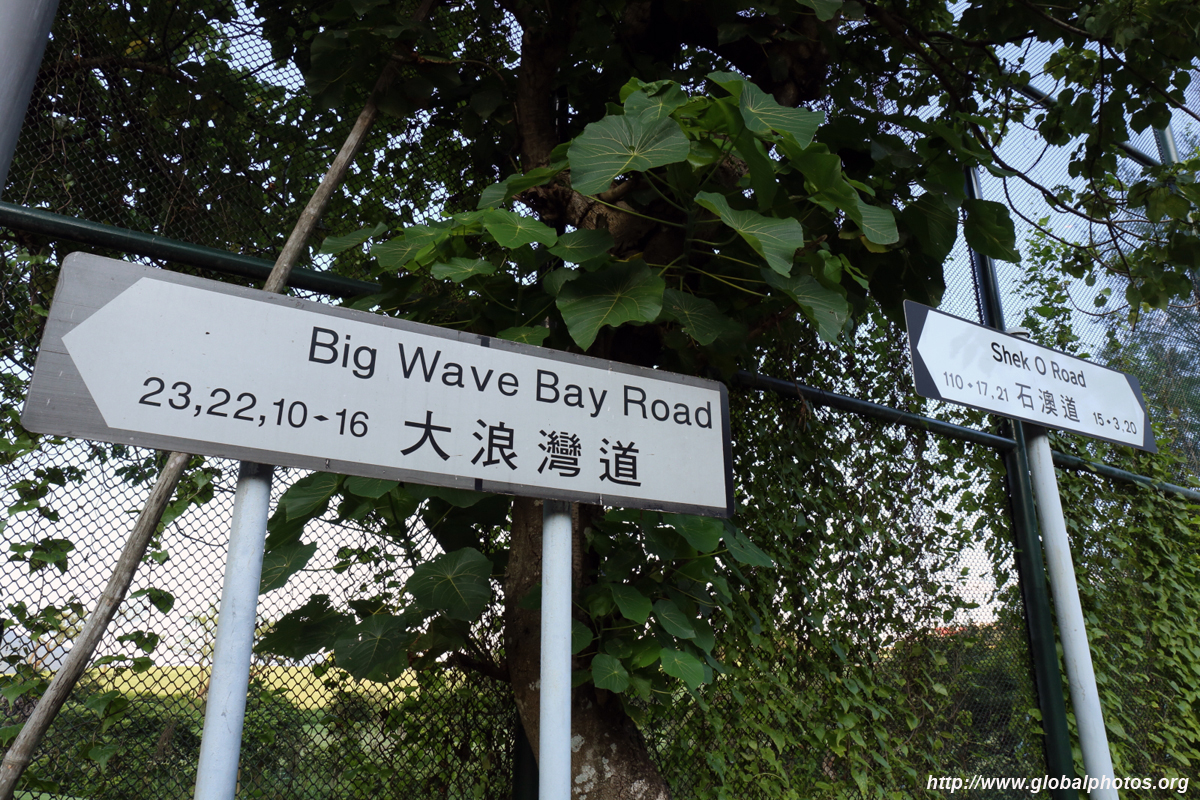 Big Wave Bay Road
23,22,10➛16 大浪灣道
Shek O Road
110➛17,21 石澳道 15➛3,20
http://www.globalphotos.org